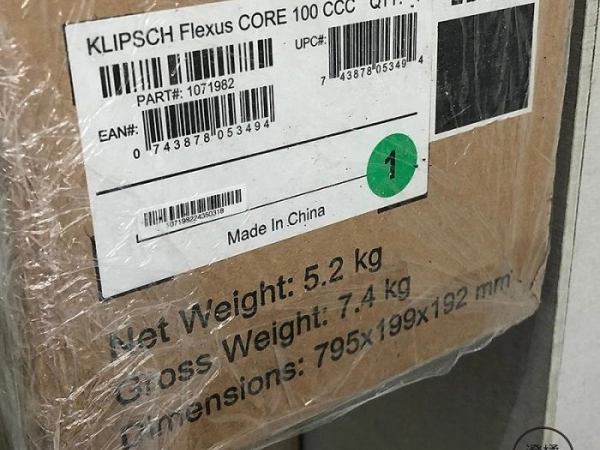 KLIPSCH Flexus CORE 100 CCC
UPC#:
PART#: 1071982
7 43878 05349 4
EAN#:
0 743878 053494
1
Made In China
Net Weight: 5.2 kg
Gross Weight: 7.4 kg
Dimensions: 795x199x192 mm